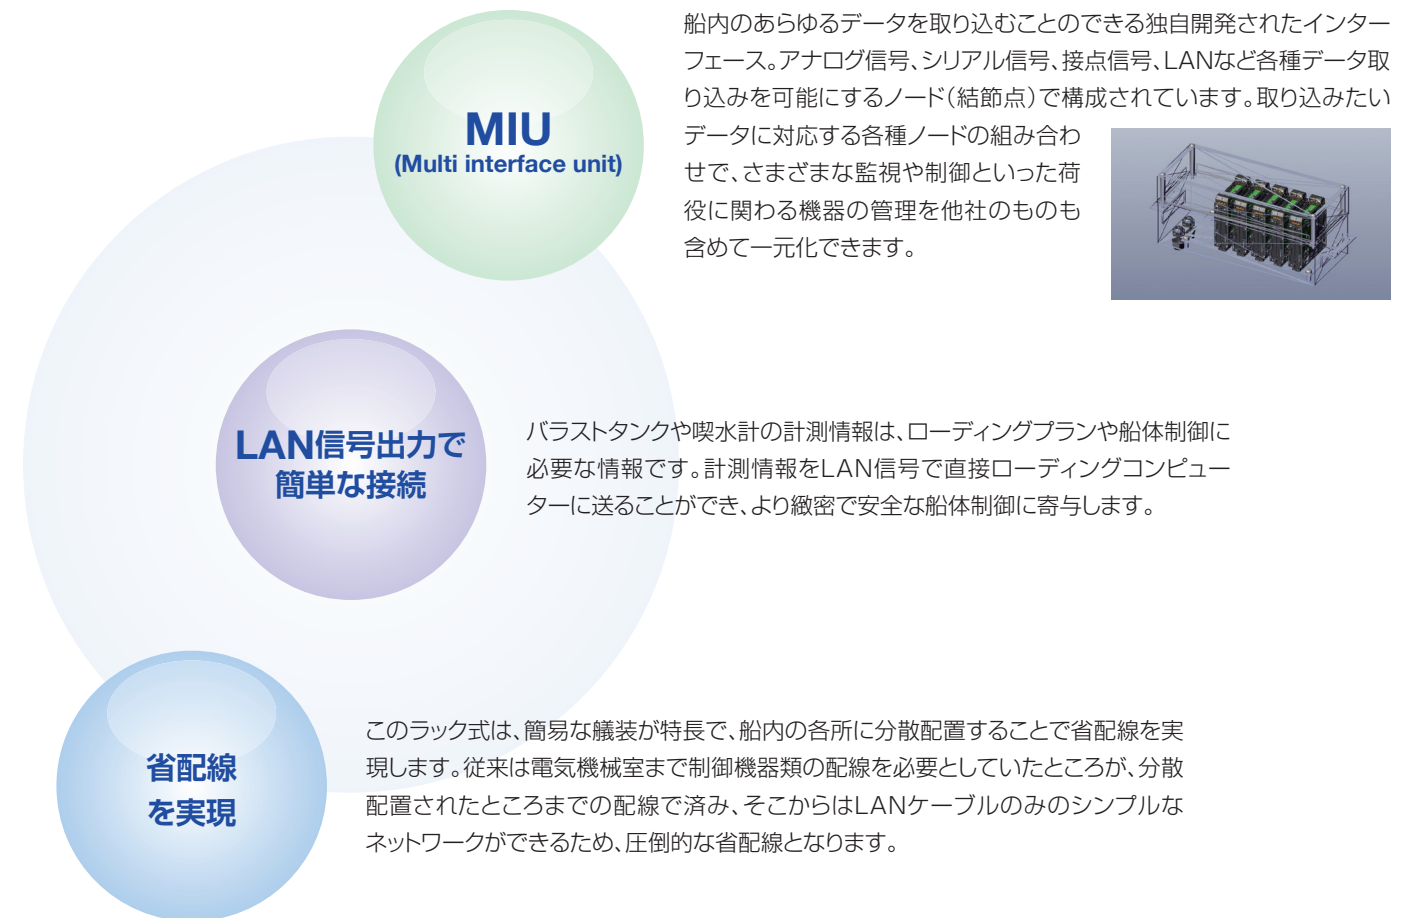 MIU
(Multi interface unit)
船内のあらゆるデータを取り込むことのできる独自開発されたインター
フェース。アナログ信号、シリアル信号、接点信号、LANなど各種データ取
り込みを可能にするノード（結節点）で構成されています。取り込みたい
データに対応する各種ノードの組み合わ
せで、さまざまな監視や制御といった荷
役に関わる機器の管理を他社のものも
含めて一元化できます。
LAN信号出力で
簡単な接続
バラストタンクや喫水計の計測情報は、ローディングプランや船体制御に
必要な情報です。計測情報をLAN信号で直接ローディングコンピュー
ターに送ることができ、より緻密で安全な船体制御に寄与します。
省配線
を実現
このラック式は、簡易な艤装が特長で、船内の各所に分散配置することで省配線を実
現します。従来は電気機械室まで制御機器類の配線を必要としていたところが、分散
配置されたところまでの配線で済み、そこからはLANケーブルのみのシンプルな
ネットワークができるため、圧倒的な省配線となります。